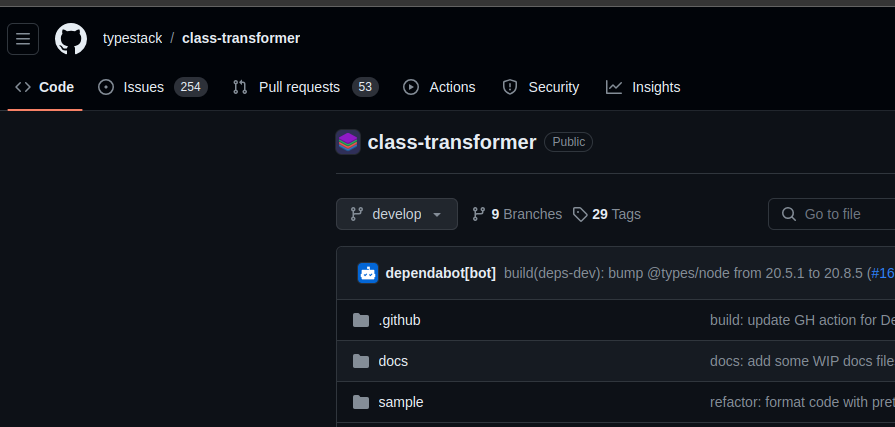 typestack / class-transformer
Code Issues 254 Pull requests 53 Actions Security Insights
class-transformer Public
develop 9 Branches 29 Tags Go to file
dependabot[bot] build(deps-dev): bump @types/node from 20.5.1 to 20.8.5 (#16
.github build: update GH action for De
docs docs: add some WIP docs file
sample refactor: format code with pret